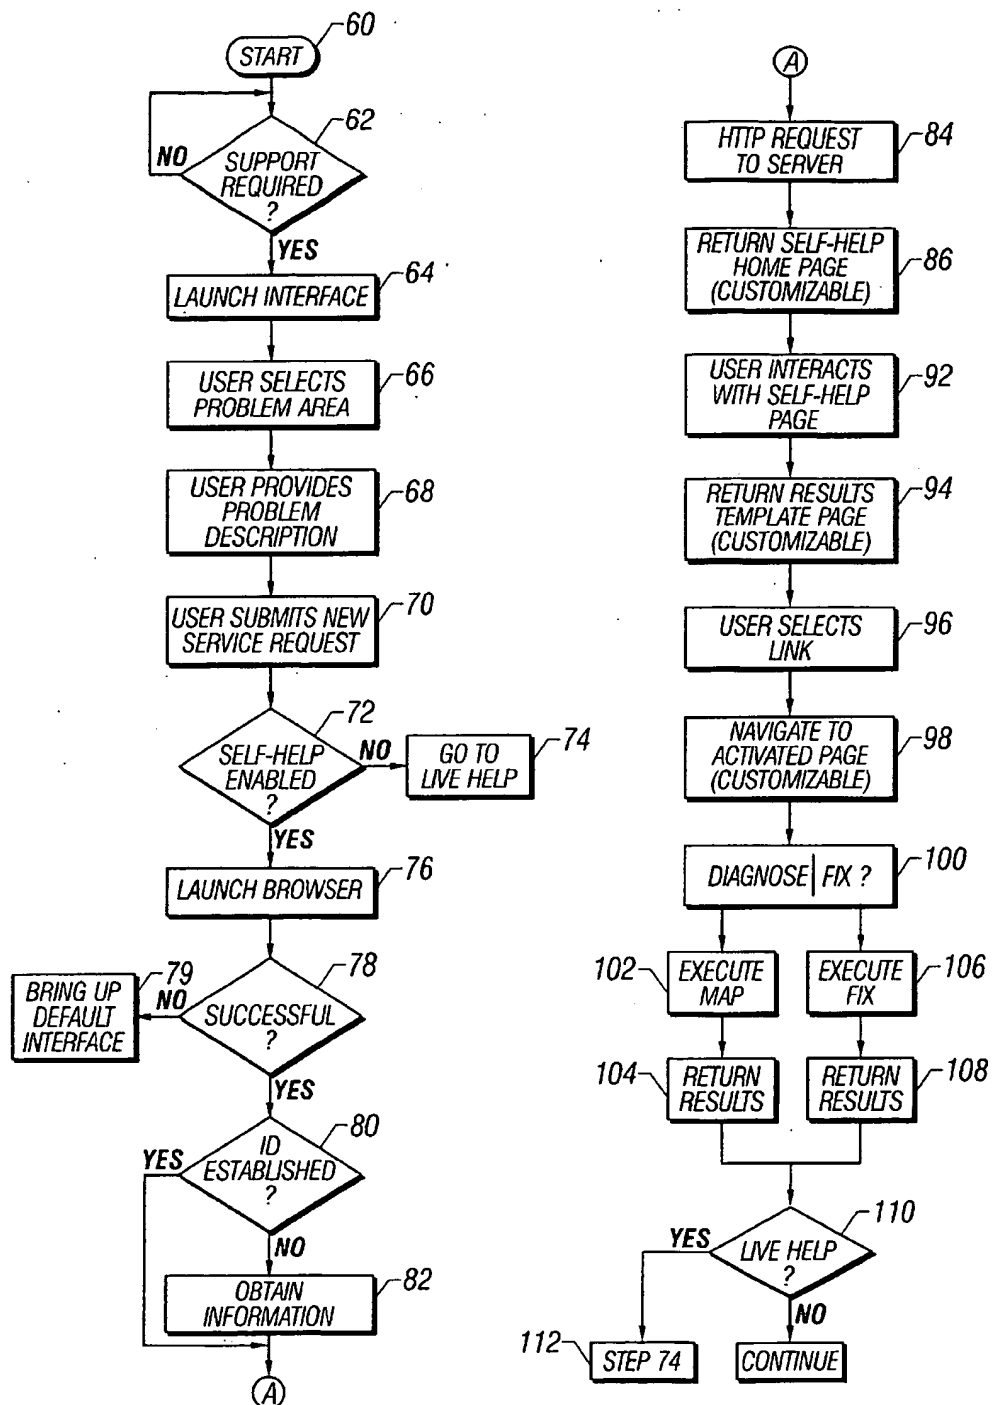 60
START
62
NO
SUPPORT
REQUIRED
?
YES
64
LAUNCH INTERFACE
66
USER SELECTS
PROBLEM AREA
68
USER PROVIDES
PROBLEM
DESCRIPTION
70
USER SUBMITS NEW
SERVICE REQUEST
72
SELF-HELP
ENABLED
?
NO
74
GO TO
LIVE HELP
YES
76
LAUNCH BROWSER
78
79
BRING UP
DEFAULT
INTERFACE
NO
SUCCESSFUL
?
YES
80
YES
ID
ESTABLISHED
?
NO
82
OBTAIN
INFORMATION
A
A
84
HTTP REQUEST
TO SERVER
86
RETURN SELF-HELP
HOME PAGE
(CUSTOMIZABLE)
92
USER INTERACTS
WITH SELF-HELP
PAGE
94
RETURN RESULTS
TEMPLATE PAGE
(CUSTOMIZABLE)
96
USER SELECTS
LINK
98
NAVIGATE TO
ACTIVATED PAGE
(CUSTOMIZABLE)
100
DIAGNOSE FIX ?
102
EXECUTE
MAP
106
EXECUTE
FIX
104
RETURN
RESULTS
108
RETURN
RESULTS
110
YES
LIVE HELP
?
NO
112
STEP 74
CONTINUE